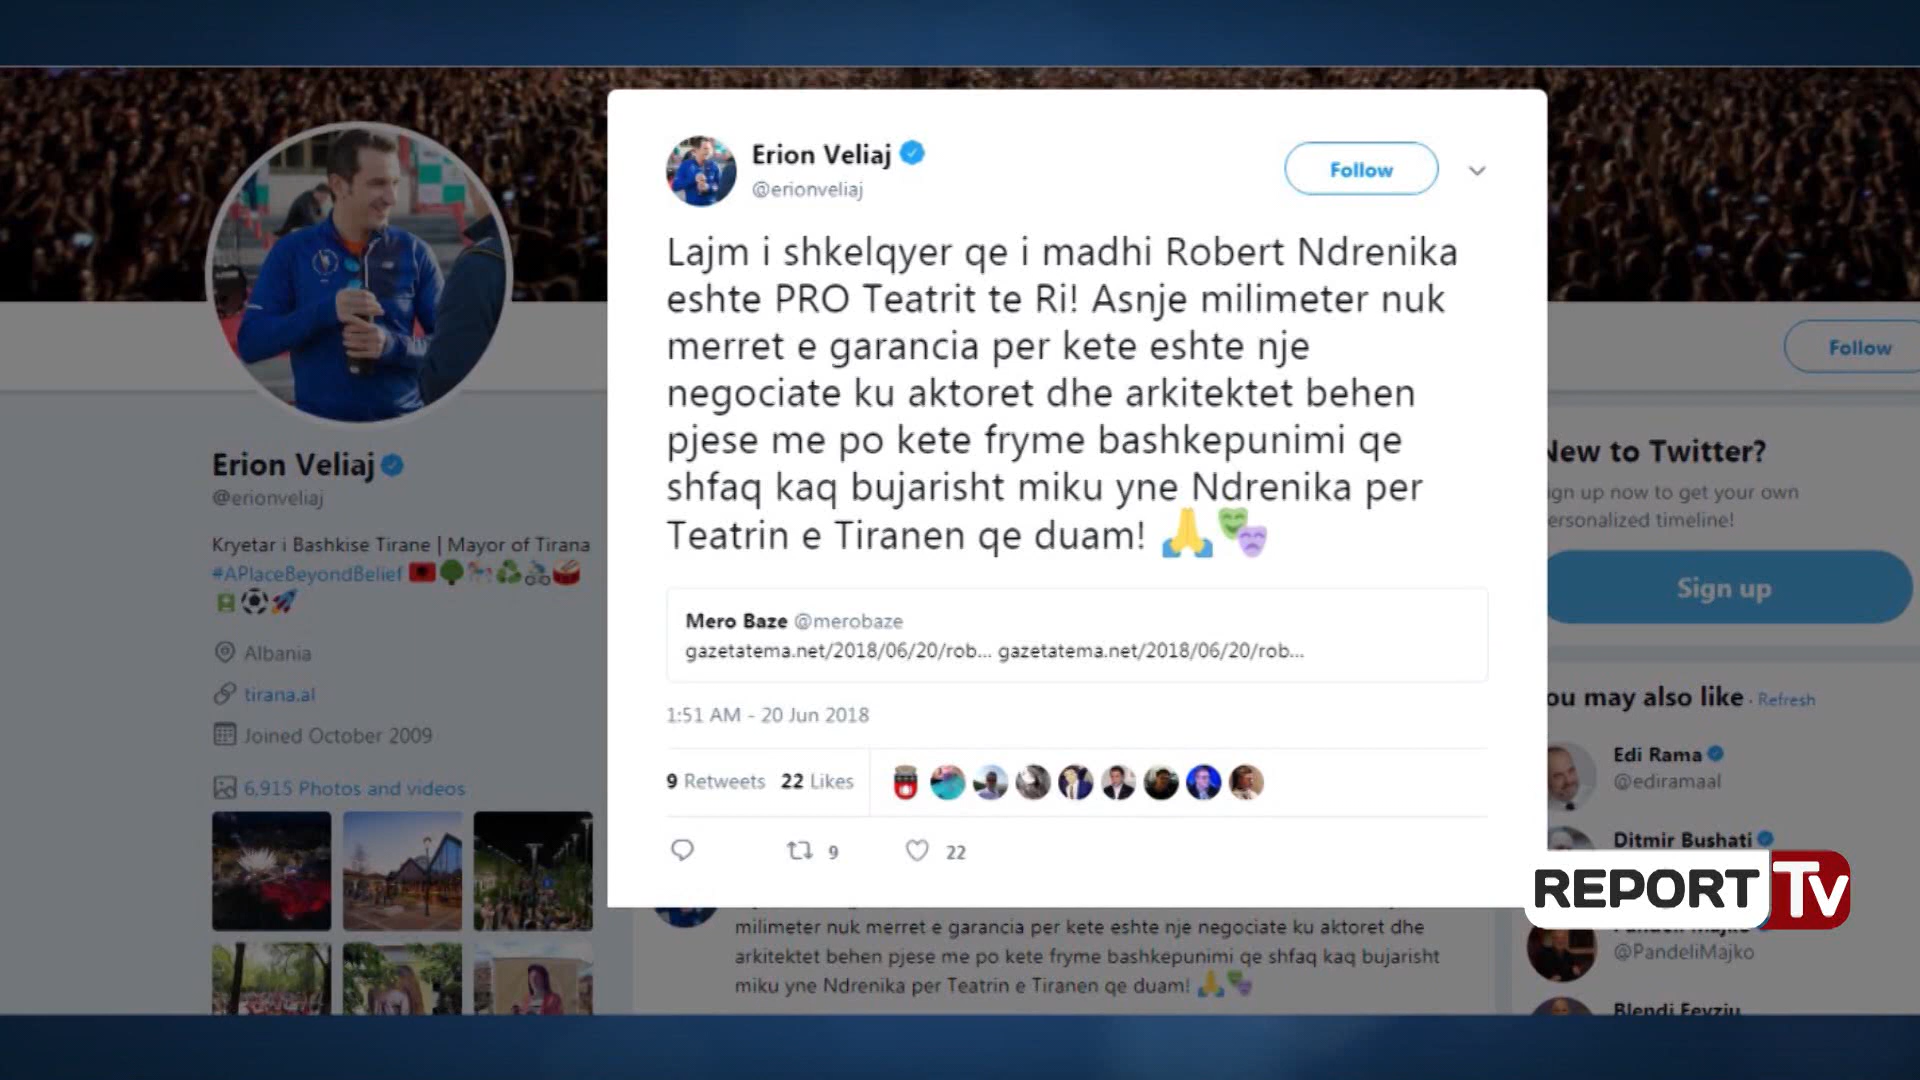 Erion Veliaj
@erionveliaj
Follow
Lajm i shkelqyer qe i madhi Robert Ndrenika
eshte PRO Teatrit te Ri! Asnje milimeter nuk
merret e garancia per kete eshte nje
negociate ku aktoret dhe arkitektet behen
pjese me po kete fryme bashkepunimi qe
shfaq kaq bujarisht miku yne Ndrenika per
Teatrin e Tiranen qe duam!
Mero Baze @merobaze
gazetatema.net/2018/06/20/rob... gazetatema.net/2018/06/20/rob...
1:51 AM - 20 Jun 2018
9 Retweets 22 Likes
9 22
Erion Veliaj
@erionveliaj
Kryetar i Bashkise Tirane | Mayor of Tirana
#APlaceBeyondBelief
Albania
tirana.al
Joined October 2009
6,915 Photos and videos
milimeter nuk merret e garancia per kete eshte nje negociate ku aktoret dhe
arkitektet behen pjese me po kete fryme bashkepunimi qe shfaq kaq bujarisht
miku yne Ndrenika per Teatrin e Tiranen qe duam!
Follow
New to Twitter?
ign up now to get your own
ersonalized timeline!
Sign up
ou may also like · Refresh
Edi Rama
@ediramaal
Ditmir Bushati
REPORT Tv
Pandeli Majko
@PandeliMajko
Blendi Fevziu